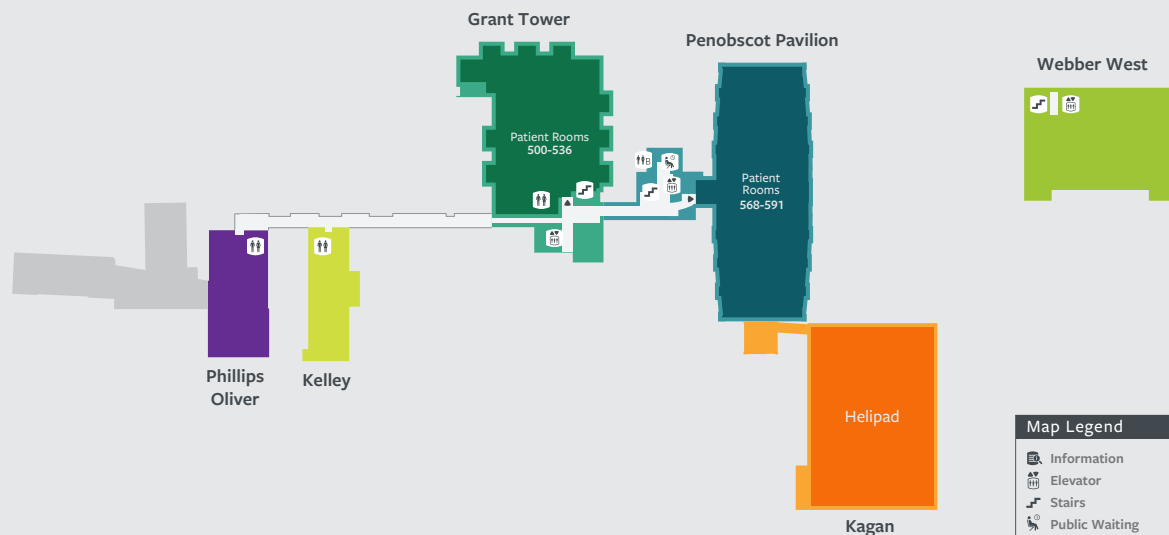 Grant Tower
Penobscot Pavilion
Webber West
Patient Rooms
500-536
B
Patient
Rooms
568-591
Phillips
Oliver
Kelley
Helipad
Kagan
Map Legend
Information
Elevator
Stairs
Public Waiting